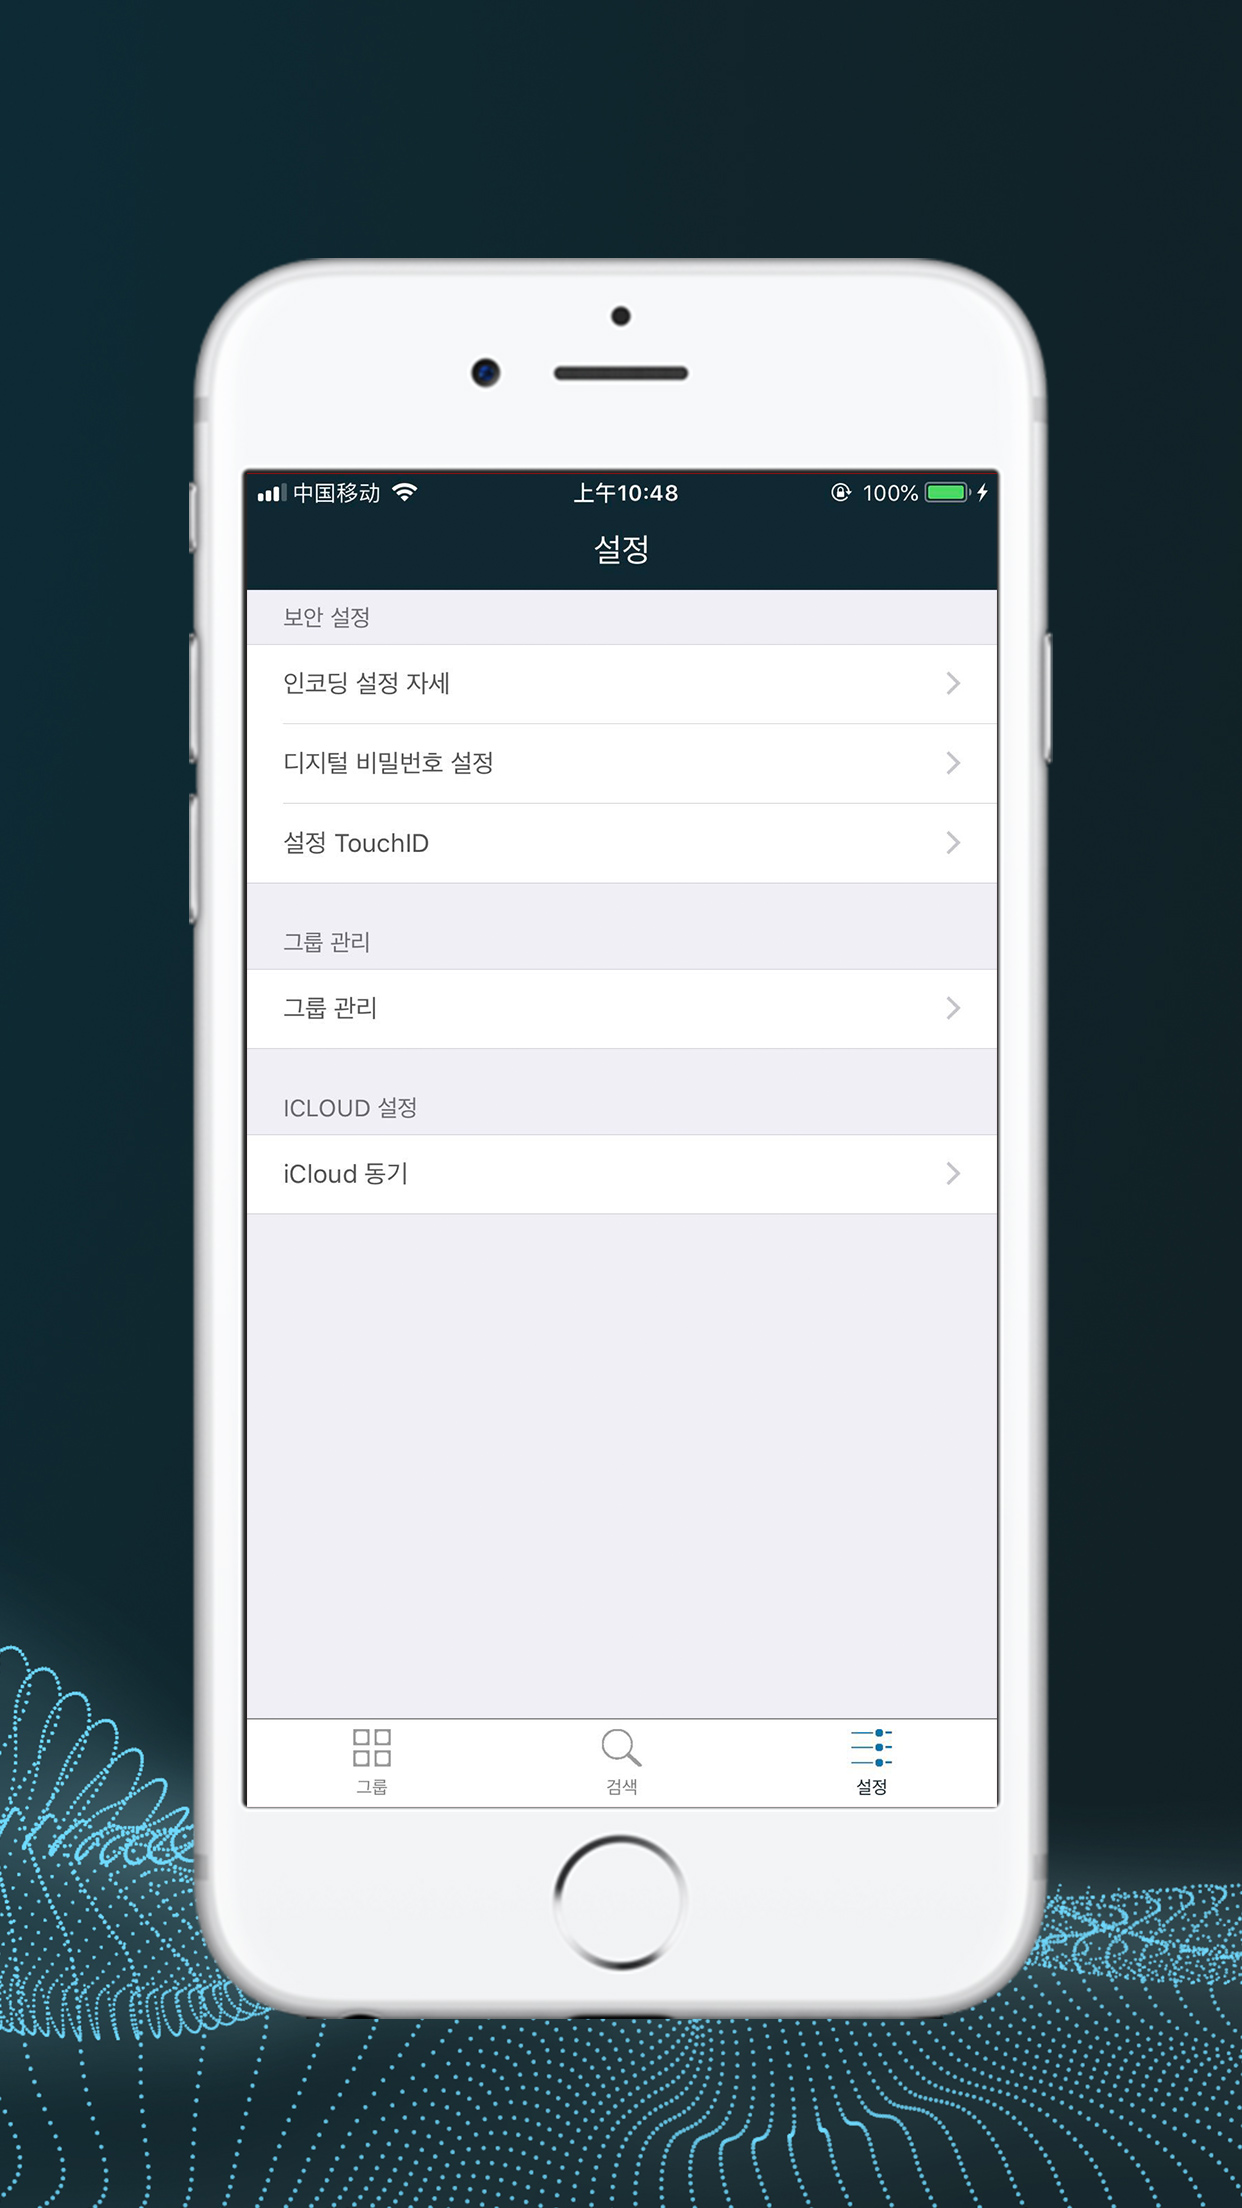 中国移动 上午10:48 100%
설정
보안 설정
인코딩 설정 자세
디지털 비밀번호 설정
설정 TouchID
그룹 관리
그룹 관리
ICLOUD 설정
iCloud 동기
그룹 검색 설정